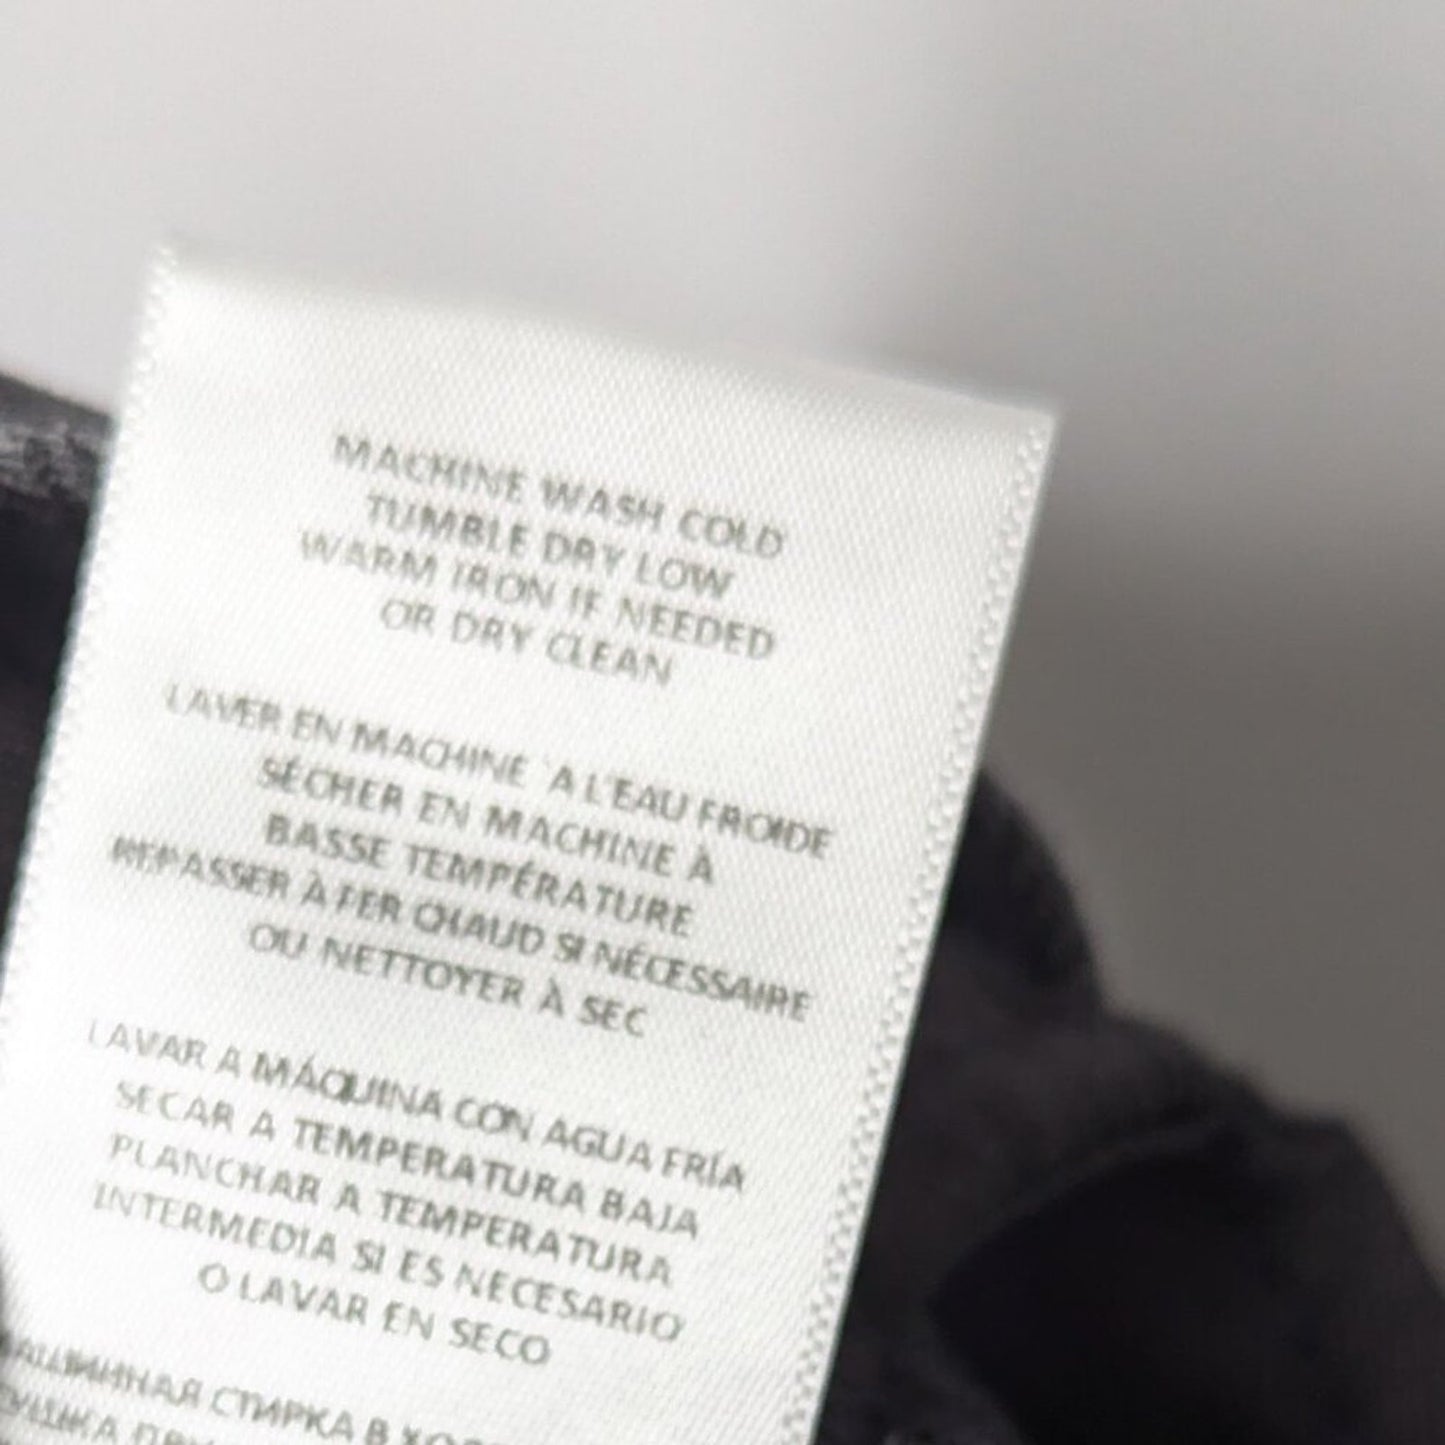 MACHINE WASH COLD
TUMBLE DRY LOW
WARM IRON IF NEEDED
OR DRY CLEAN
LAVER EN MACHINE `A L'EAU FROIDE
SÉCHER EN MACHINE À
BASSE TEMPÉRATURE
REPASSER À FER CHAUD SI NÉCESSAIRE
OU NETTOYER À SEC
LAVAR A MÁQUINA CON AGUA FRÍA
SECAR A TEMPERATURA BAJA
PLANCHAR A TEMPERATURA
INTERMEDIA SI ES NECESARIO
O LAVAR EN SECO
СТИРКА В